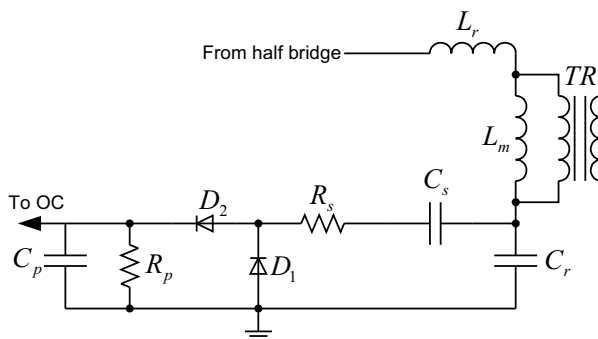 L_r
From half bridge
TR
L_m
C_s
R_s
D_2
To OC
C_p
R_p
D_1
C_r